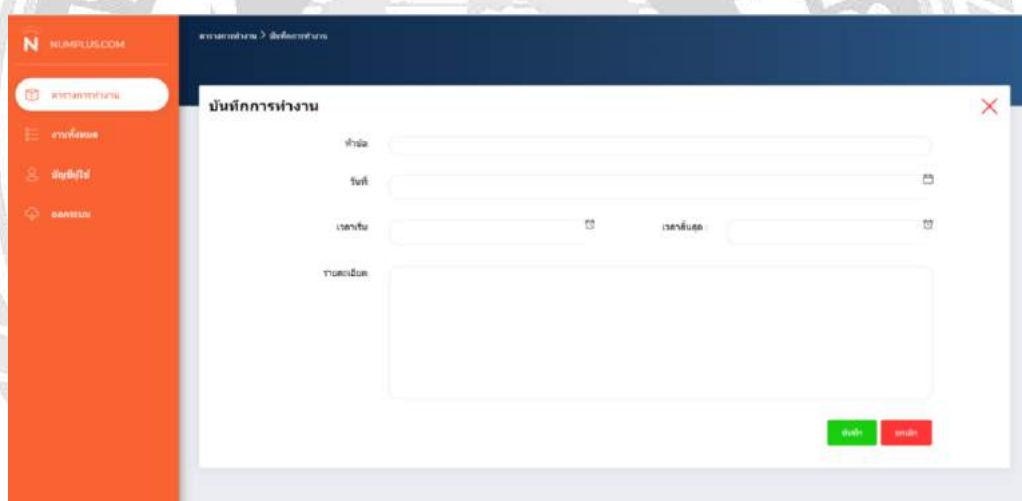 NUMPLUS.COM
ตารางการทำงาน > บันทึกการทำงาน
ตารางการทำงาน
งานทั้งหมด
บัญชีผู้ใช้
ออกระบบ
บันทึกการทำงาน
หัวข้อ
วันที่
เวลาเริ่ม
เวลาสิ้นสุด :
รายละเอียด
บันทึก
ยกเลิก